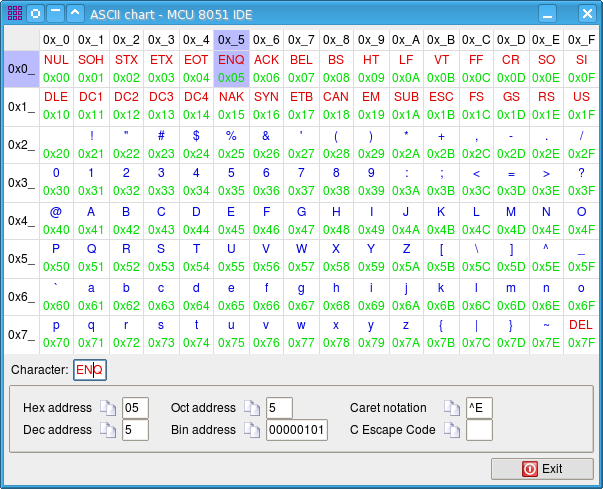 ASCII chart - MCU 8051 IDE
0x_0 0x_1 0x_2 0x_3 0x_4 0x_5 0x_6 0x_7 0x_8 0x_9 0x_A 0x_B 0x_C 0x_D 0x_E 0x_F
NUL SOH STX ETX EOT ENQ ACK BEL BS HT LF VT FF CR SO SI
0x0_
0x00 0x01 0x02 0x03 0x04 0x05 0x06 0x07 0x08 0x09 0x0A 0x0B 0x0C 0x0D 0x0E 0x0F
DLE DC1 DC2 DC3 DC4 NAK SYN ETB CAN EM SUB ESC FS GS RS US
0x1_
0x10 0x11 0x12 0x13 0x14 0x15 0x16 0x17 0x18 0x19 0x1A 0x1B 0x1C 0x1D 0x1E 0x1F
! " # $ % & ' ( ) * + , - . /
0x2_
0x20 0x21 0x22 0x23 0x24 0x25 0x26 0x27 0x28 0x29 0x2A 0x2B 0x2C 0x2D 0x2E 0x2F
0 1 2 3 4 5 6 7 8 9 : ; < = > ?
0x3_
0x30 0x31 0x32 0x33 0x34 0x35 0x36 0x37 0x38 0x39 0x3A 0x3B 0x3C 0x3D 0x3E 0x3F
@ A B C D E F G H I J K L M N O
0x4_
0x40 0x41 0x42 0x43 0x44 0x45 0x46 0x47 0x48 0x49 0x4A 0x4B 0x4C 0x4D 0x4E 0x4F
P Q R S T U V W X Y Z [ \ ] ^ _
0x5_
0x50 0x51 0x52 0x53 0x54 0x55 0x56 0x57 0x58 0x59 0x5A 0x5B 0x5C 0x5D 0x5E 0x5F
` a b c d e f g h i j k l m n o
0x6_
0x60 0x61 0x62 0x63 0x64 0x65 0x66 0x67 0x68 0x69 0x6A 0x6B 0x6C 0x6D 0x6E 0x6F
p q r s t u v w x y z { | } ~ DEL
0x7_
0x70 0x71 0x72 0x73 0x74 0x75 0x76 0x77 0x78 0x79 0x7A 0x7B 0x7C 0x7D 0x7E 0x7F
Character: ENQ
Hex address 05 Oct address 5 Caret notation ^E
Dec address 5 Bin address 00000101 C Escape Code
Exit